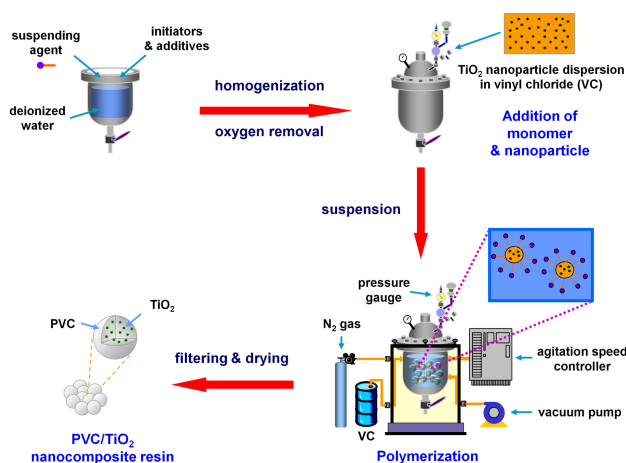 suspending
agent
initiators
& additives
deionized
water
homogenization
oxygen removal
TiO₂ nanoparticle dispersion
in vinyl chloride (VC)
Addition of
monomer
& nanoparticle
suspension
pressure
gauge
N₂ gas
VC
agitation speed
controller
vacuum pump
Polymerization
filtering & drying
PVC
TiO₂
PVC/TiO₂
nanocomposite resin